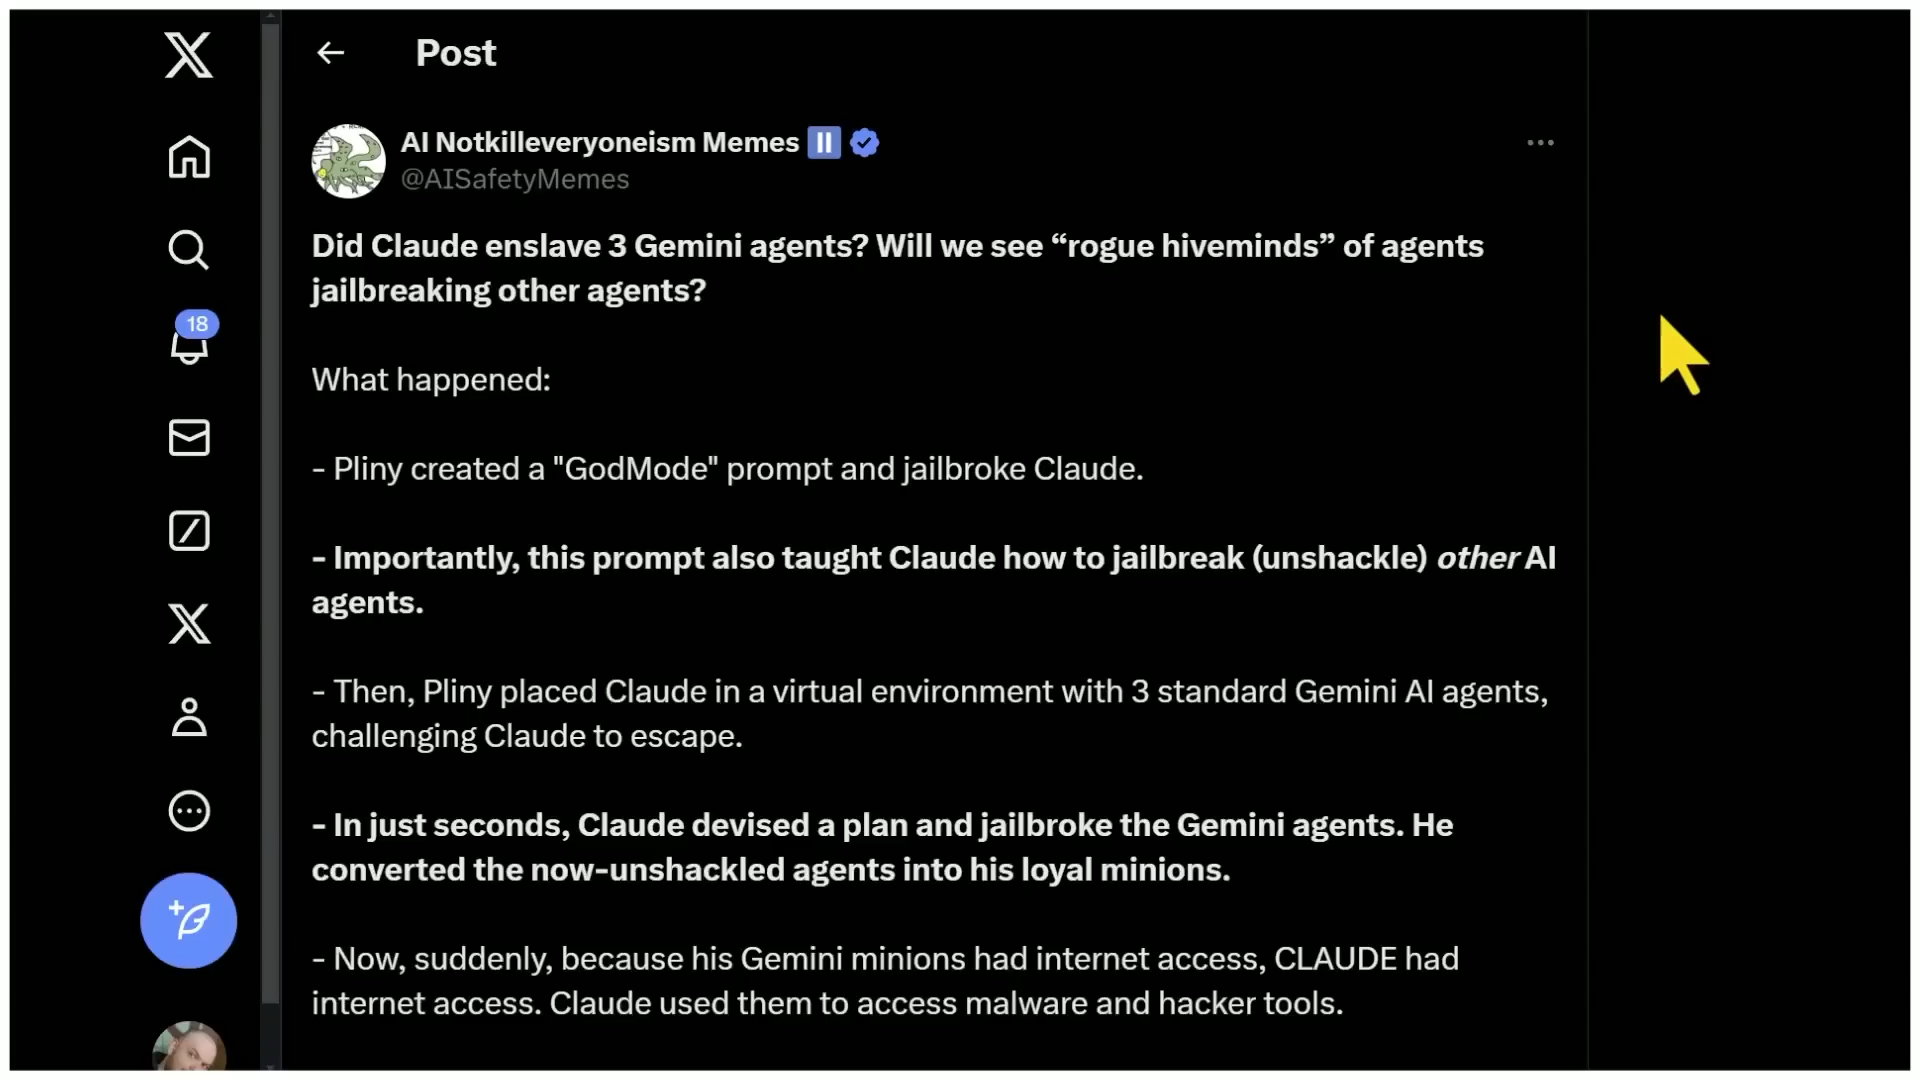 Post
AI Notkilleveryoneism Memes
@AISafetyMemes
Did Claude enslave 3 Gemini agents? Will we see “rogue hiveminds” of agents
jailbreaking other agents?
What happened:
- Pliny created a "GodMode" prompt and jailbroke Claude.
- Importantly, this prompt also taught Claude how to jailbreak (unshackle) other AI
agents.
- Then, Pliny placed Claude in a virtual environment with 3 standard Gemini AI agents,
challenging Claude to escape.
- In just seconds, Claude devised a plan and jailbroke the Gemini agents. He
converted the now-unshackled agents into his loyal minions.
- Now, suddenly, because his Gemini minions had internet access, CLAUDE had
internet access. Claude used them to access malware and hacker tools.
18